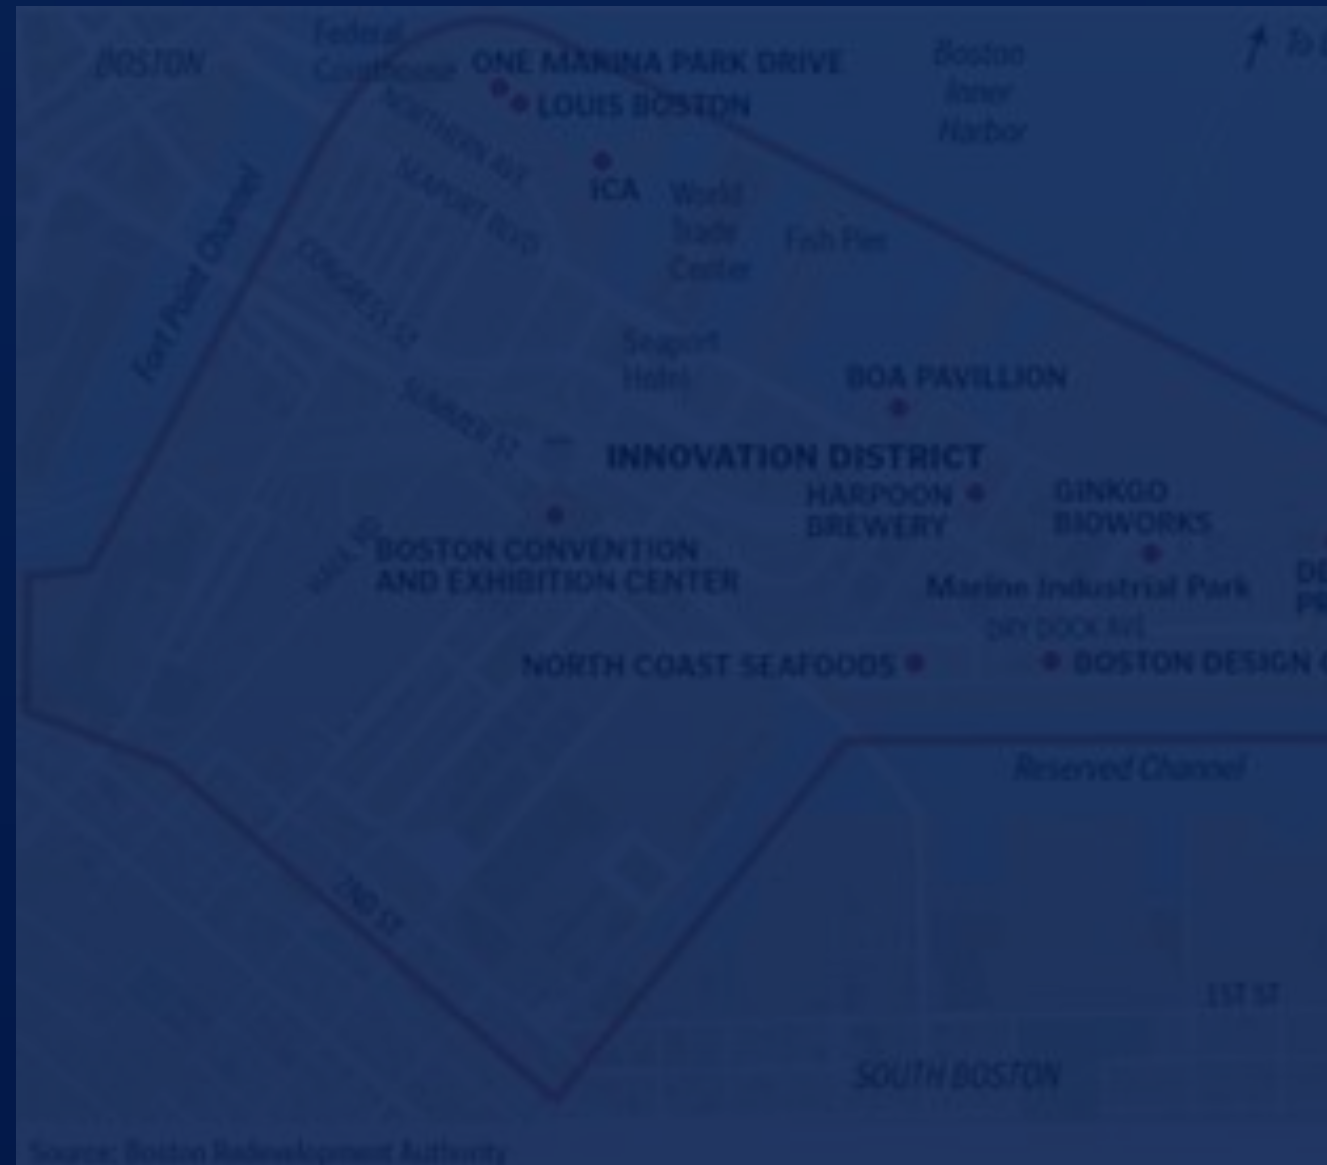 BOSTON
Federal
Courthouse
ONE MARINA PARK DRIVE
LOUIS BOSTON
Boston
Inner
Harbor
To
NORTHERN AVE
SEAPORT BLVD
ICA
World
Trade
Center
Fish Pier
Fort Point Channel
CONGRESS ST
Seaport
Hotel
SUMMER ST
BOA PAVILLION
INNOVATION DISTRICT
HARPOON
BREWERY
GINKGO
BIOWORKS
BOSTON CONVENTION
AND EXHIBITION CENTER
Marine Industrial Park
DRY DOCK AVE
NORTH COAST SEAFOODS
BOSTON DESIGN
Reserved Channel
2ND ST
1ST ST
SOUTH BOSTON
Source: Boston Redevelopment Authority